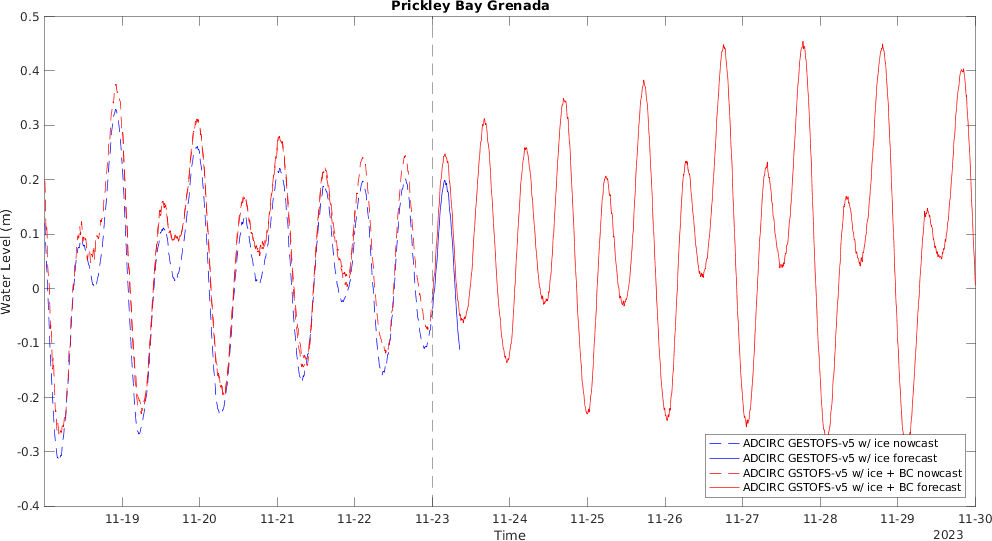 Prickley Bay Grenada
0.5
0.4
0.3
0.2
0.1
0
-0.1
-0.2
-0.3
-0.4
Water Level (m)
11-19 11-20 11-21 11-22 11-23 11-24 11-25 11-26 11-27 11-28 11-29 11-30
Time
2023
ADCIRC GESTOFS-v5 w/ ice nowcast
ADCIRC GESTOFS-v5 w/ ice forecast
ADCIRC GSTOFS-v5 w/ ice + BC nowcast
ADCIRC GSTOFS-v5 w/ ice + BC forecast